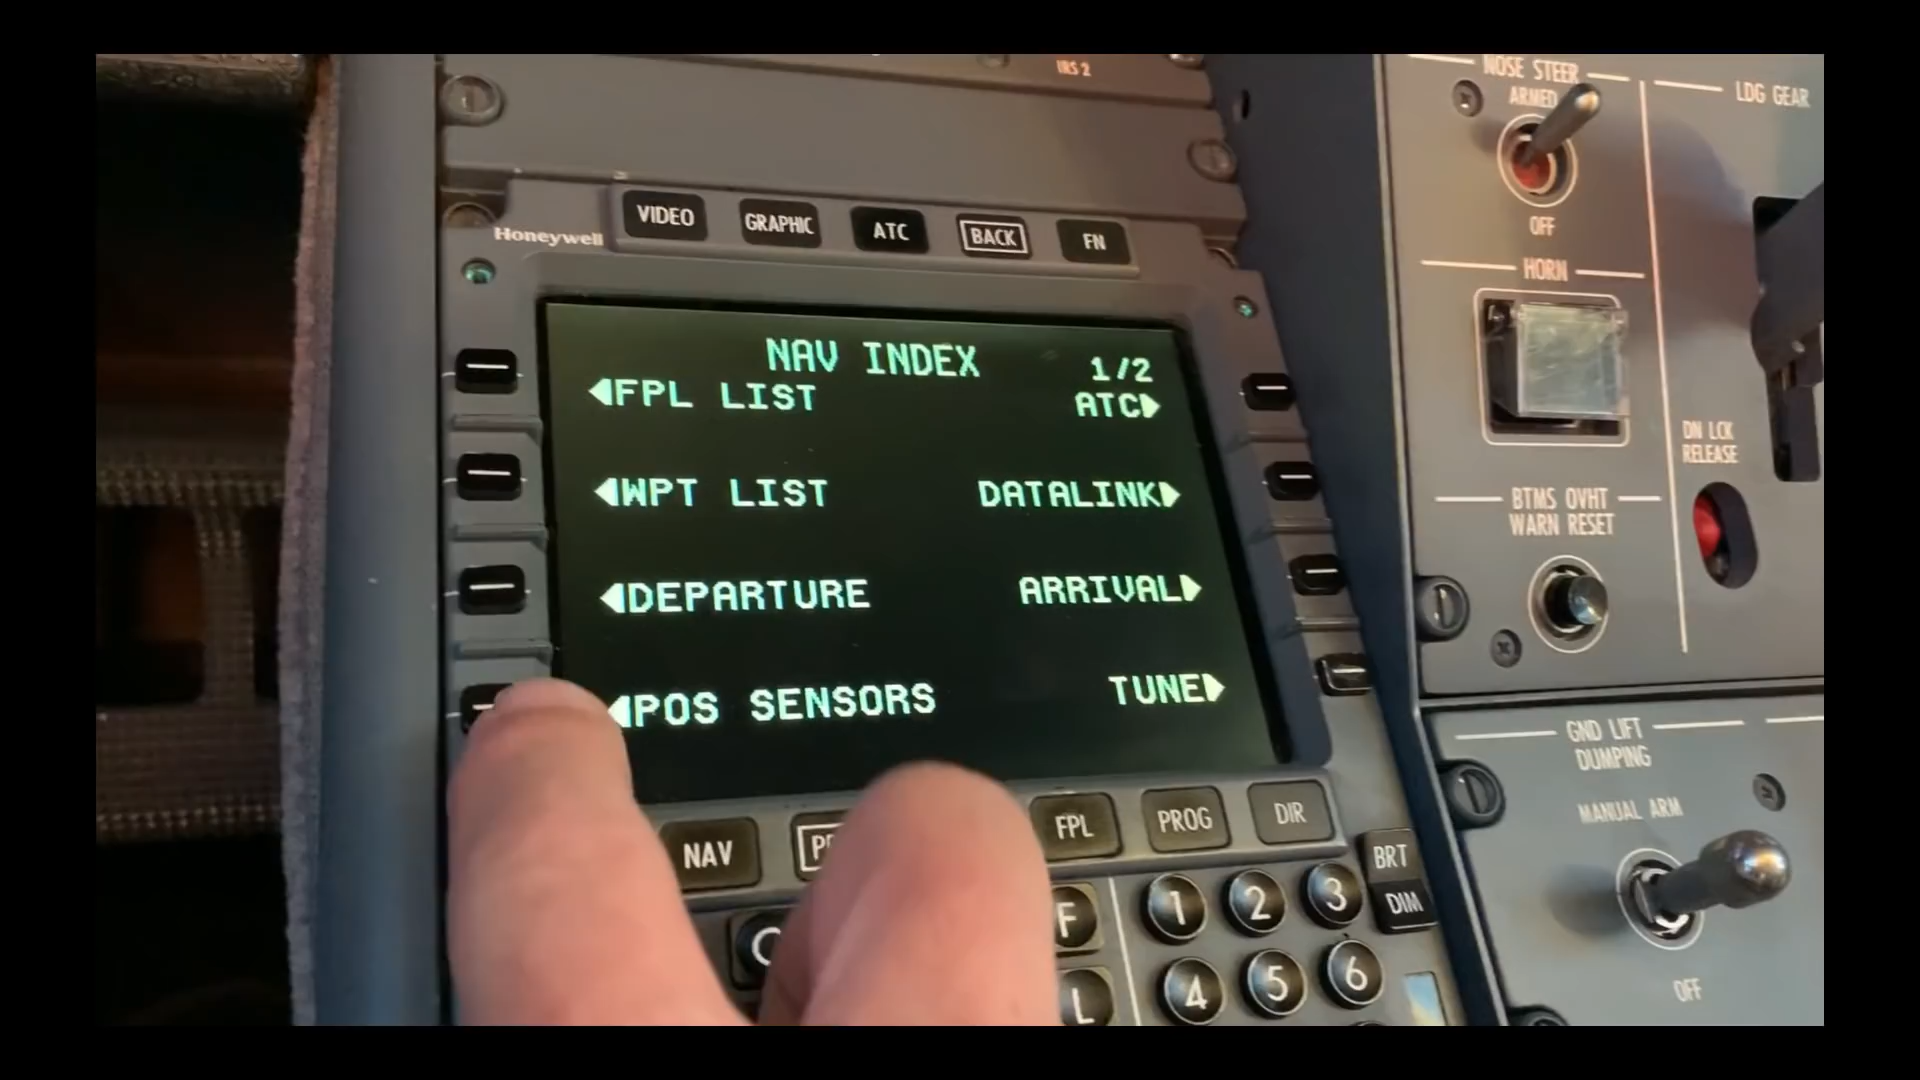 IRS 2
NOSE STEER
ARMED
LDG GEAR
OFF
VIDEO
GRAPHIC
ATC
BACK
FN
Honeywell
HORN
NAV INDEX
1/2
FPL LIST
ATC
WPT LIST
DATALINK
DEPARTURE
ARRIVAL
POS SENSORS
TUNE
DN LCK
RELEASE
BTMS OVHT
WARN RESET
GND LIFT
DUMPING
MANUAL ARM
OFF
NAV
FPL
PROG
DIR
BRT
DIM
F
1
2
3
L
4
5
6